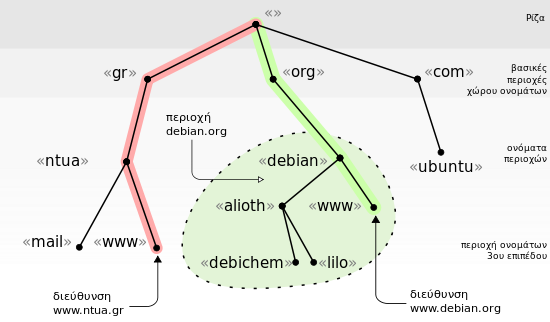 «»
Ρίζα
«gr»
«org»
«com»
βασικές
περιοχές
χώρου ονομάτων
περιοχή
debian.org
«ntua»
«debian»
«ubuntu»
ονόματα
περιοχών
«alioth»
«www»
«mail»
«www»
«debichem»
«lilo»
περιοχή ονομάτων
3ου επιπέδου
διεύθυνση
www.ntua.gr
διεύθυνση
www.debian.org